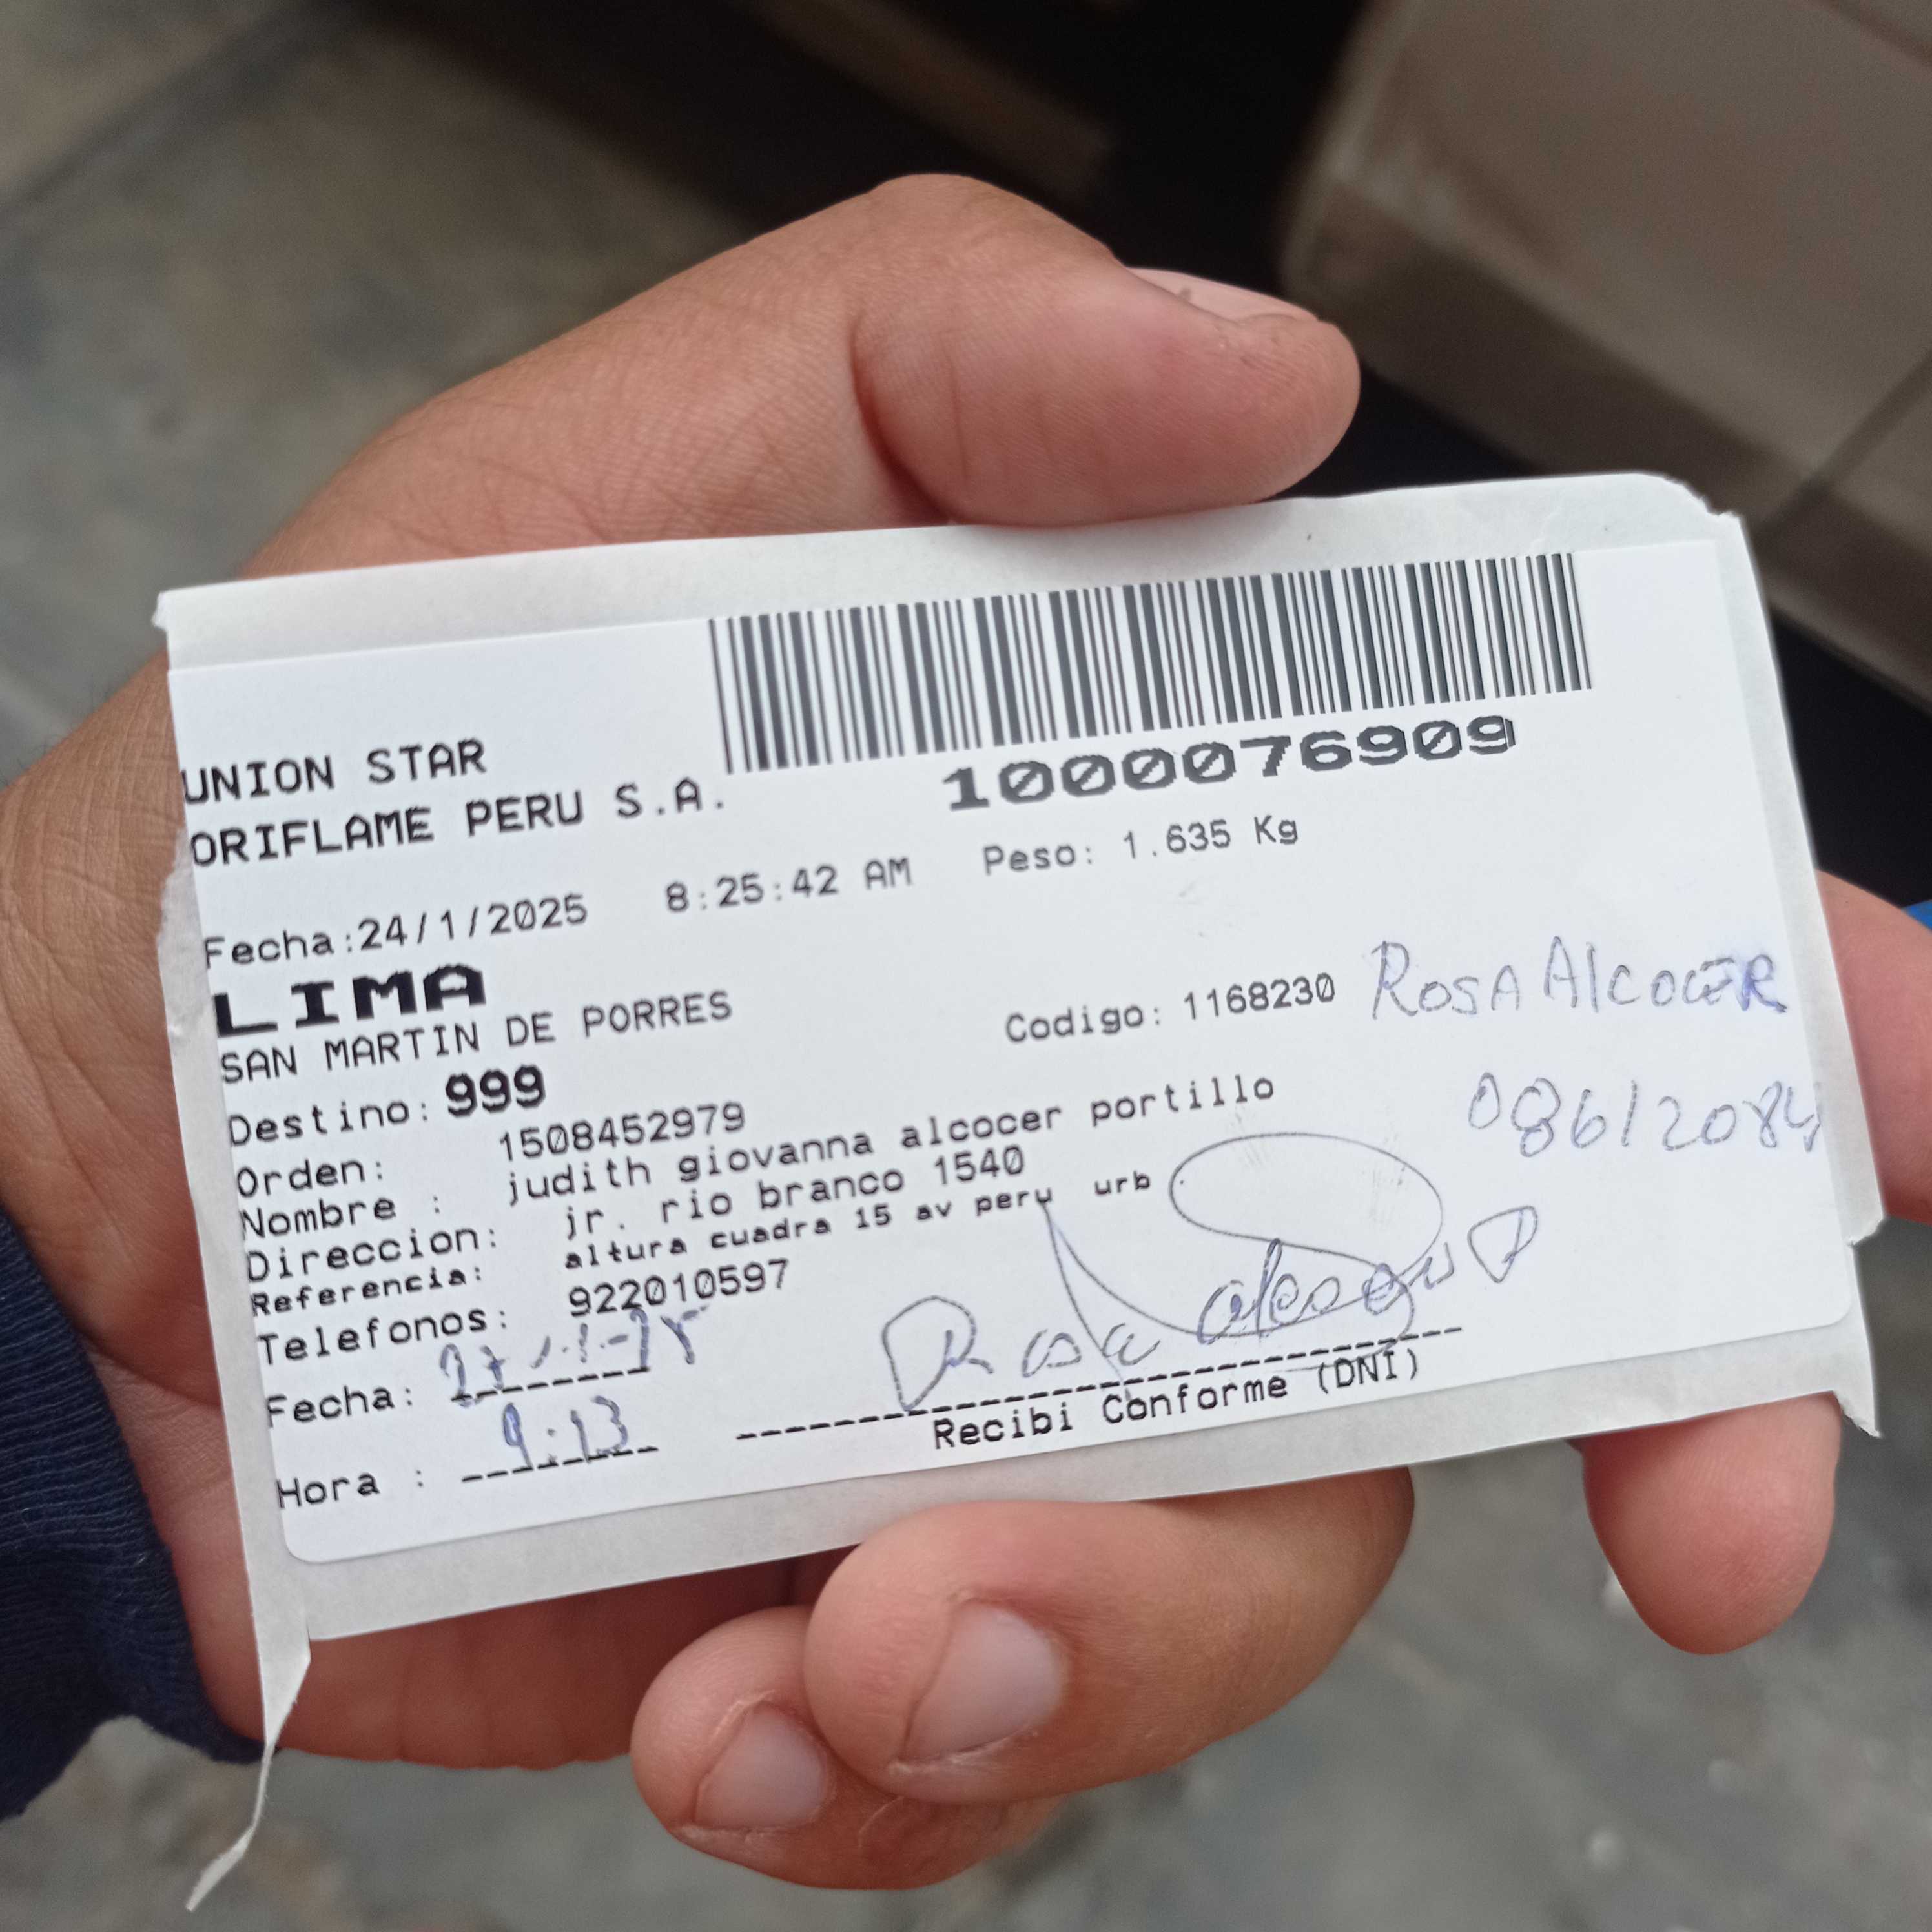 UNION STAR
ORIFLAME PERU S.A.
1000076909
Fecha:24/1/2025 8:25:42 AM Peso: 1.635 Kg
LIMA
SAN MARTIN DE PORRES
Codigo: 1168230 ROSA AlCOCER
Destino: 999
08612084
Orden: 1508452979
Nombre : judith giovanna alcocer portillo
Direccion: jr. rio branco 1540
Referencia: altura cuadra 15 av peru urb
Telefonos: 922010597
Fecha:
Rosa
Hora : 9:13
Recibi Conforme (DNI)